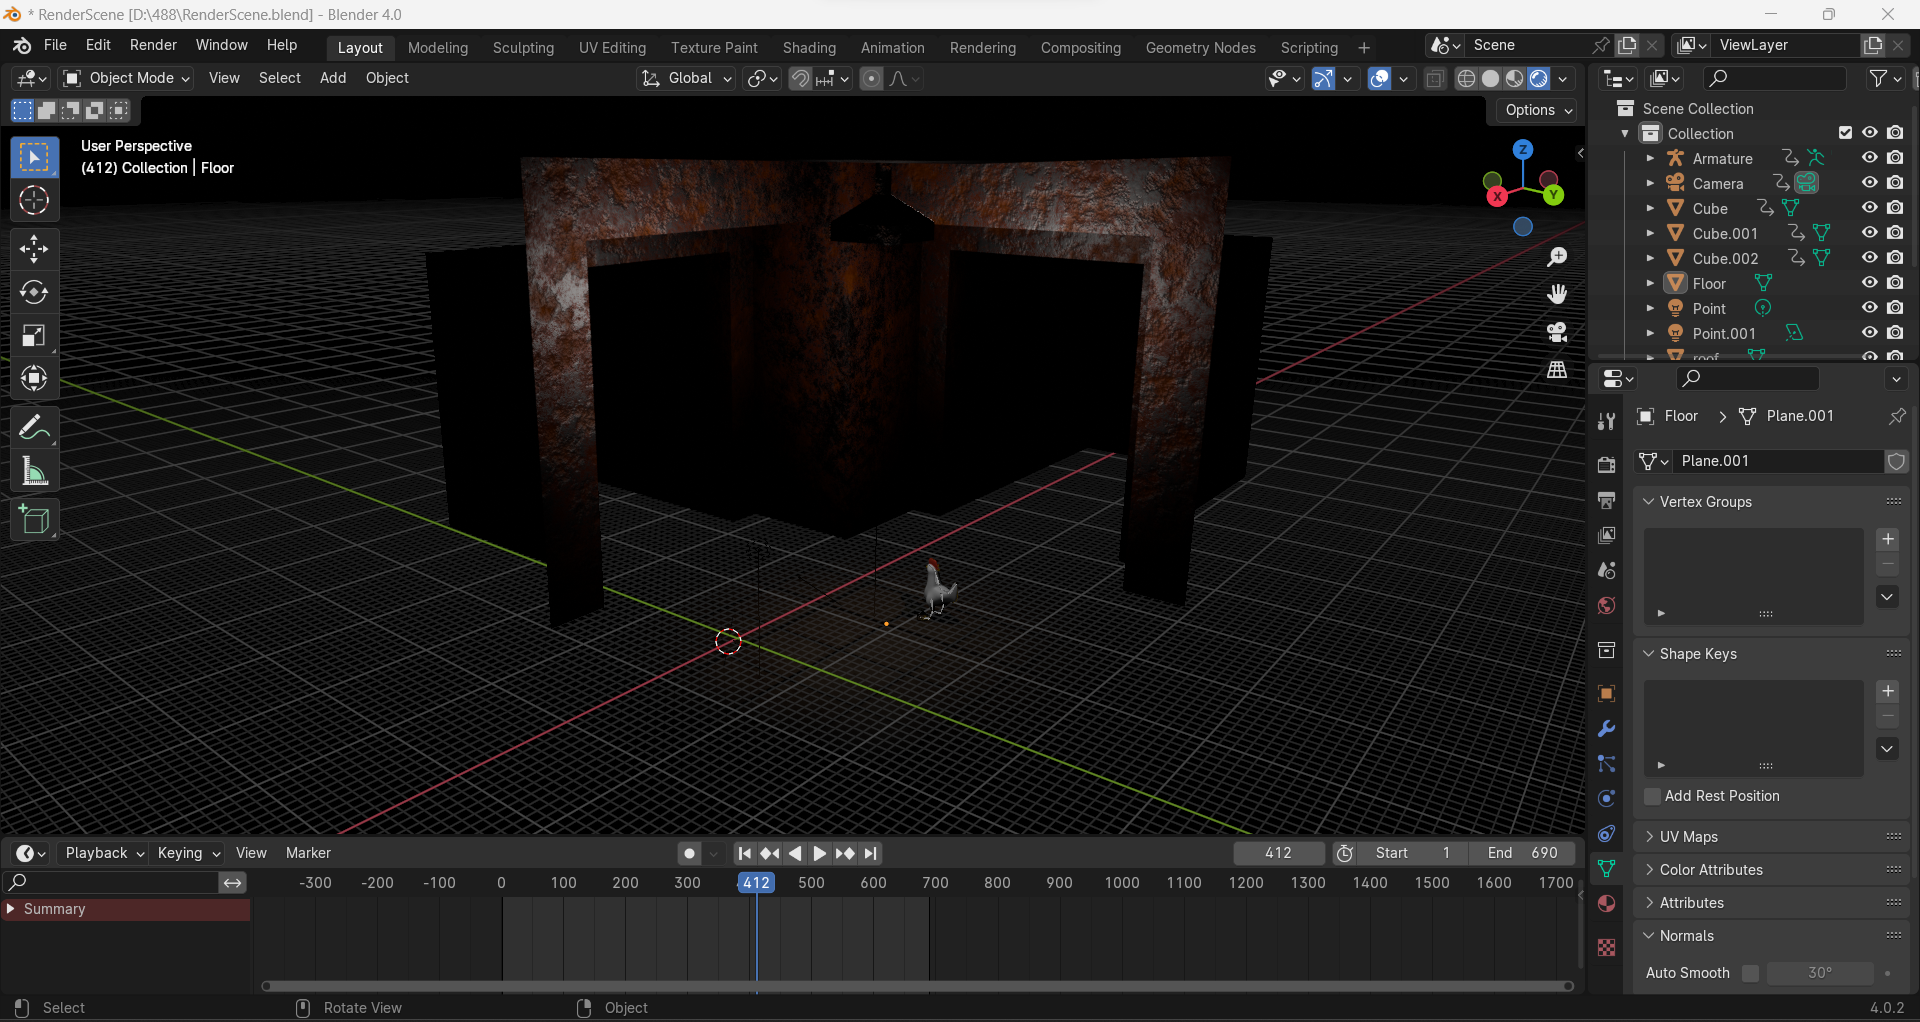 * RenderScene [D:\488\RenderScene.blend] - Blender 4.0
File Edit Render Window Help Layout Modeling Sculpting UV Editing Texture Paint Shading Animation Rendering Compositing Geometry Nodes Scripting + Scene ViewLayer
Object Mode View Select Add Object Global
Options
User Perspective
(412) Collection | Floor
Z
X
Y
Scene Collection
Collection
Armature
Camera
Cube
Cube.001
Cube.002
Floor
Point
Point.001
roof
Floor > Plane.001
Plane.001
Vertex Groups
Shape Keys
Add Rest Position
UV Maps
Color Attributes
Attributes
Normals
Auto Smooth 30°
Playback Keying View Marker 412 Start 1 End 690
-300 -200 -100 0 100 200 300 412 500 600 700 800 900 1000 1100 1200 1300 1400 1500 1600 1700
Summary
Select Rotate View Object 4.0.2